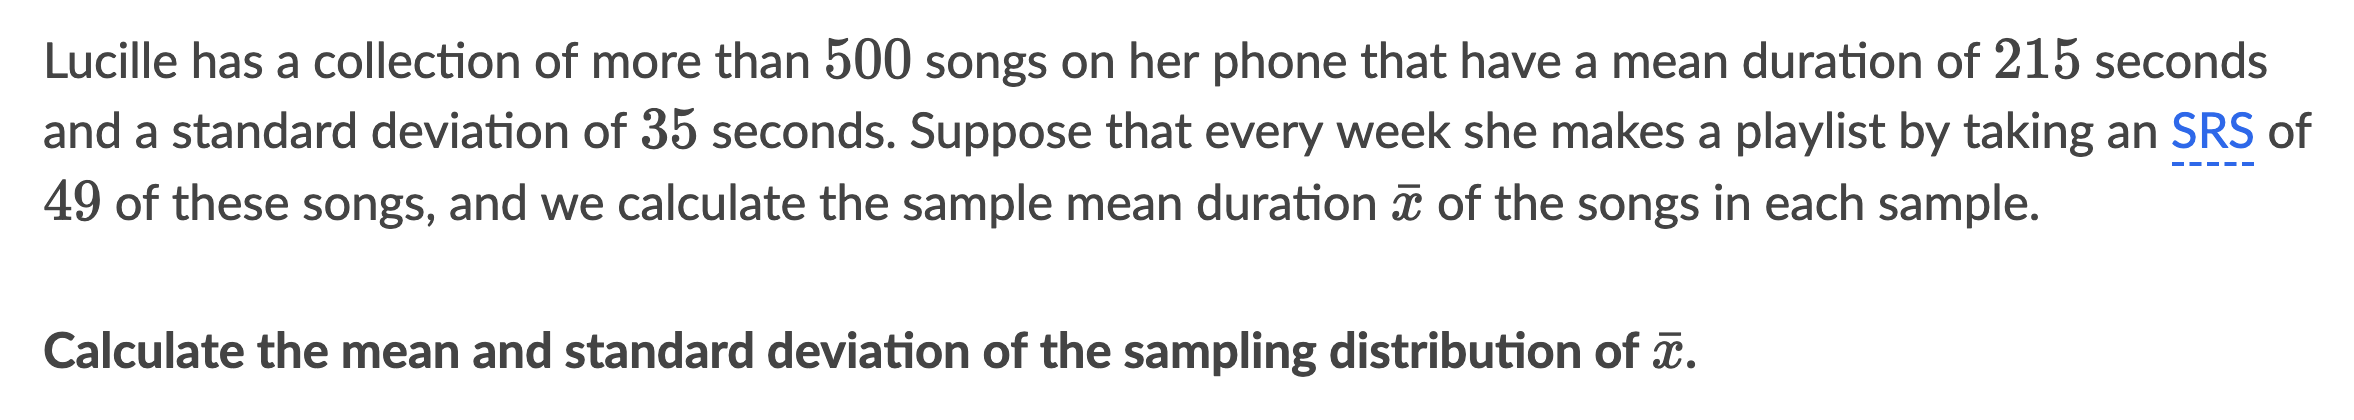 Lucille has a collection of more than 500 songs on her phone that have a mean duration of 215 seconds
and a standard deviation of 35 seconds. Suppose that every week she makes a playlist by taking an SRS of
49 of these songs, and we calculate the sample mean duration x̄ of the songs in each sample.
Calculate the mean and standard deviation of the sampling distribution of x̄.